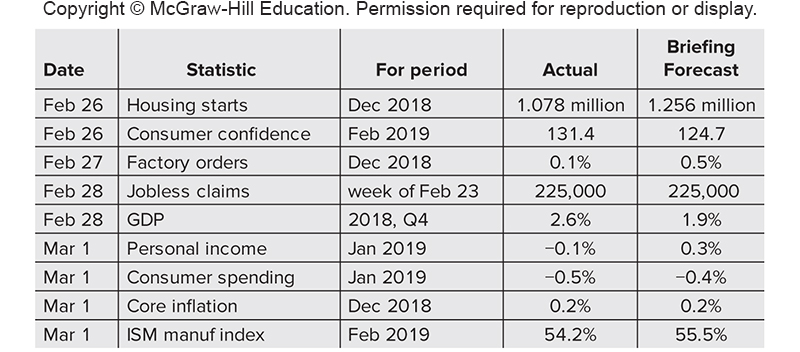 Copyright © McGraw-Hill Education. Permission required for reproduction or display.
Date Statistic For period Actual Briefing Forecast
Feb 26 Housing starts Dec 2018 1.078 million 1.256 million
Feb 26 Consumer confidence Feb 2019 131.4 124.7
Feb 27 Factory orders Dec 2018 0.1% 0.5%
Feb 28 Jobless claims week of Feb 23 225,000 225,000
Feb 28 GDP 2018, Q4 2.6% 1.9%
Mar 1 Personal income Jan 2019 −0.1% 0.3%
Mar 1 Consumer spending Jan 2019 −0.5% −0.4%
Mar 1 Core inflation Dec 2018 0.2% 0.2%
Mar 1 ISM manuf index Feb 2019 54.2% 55.5%